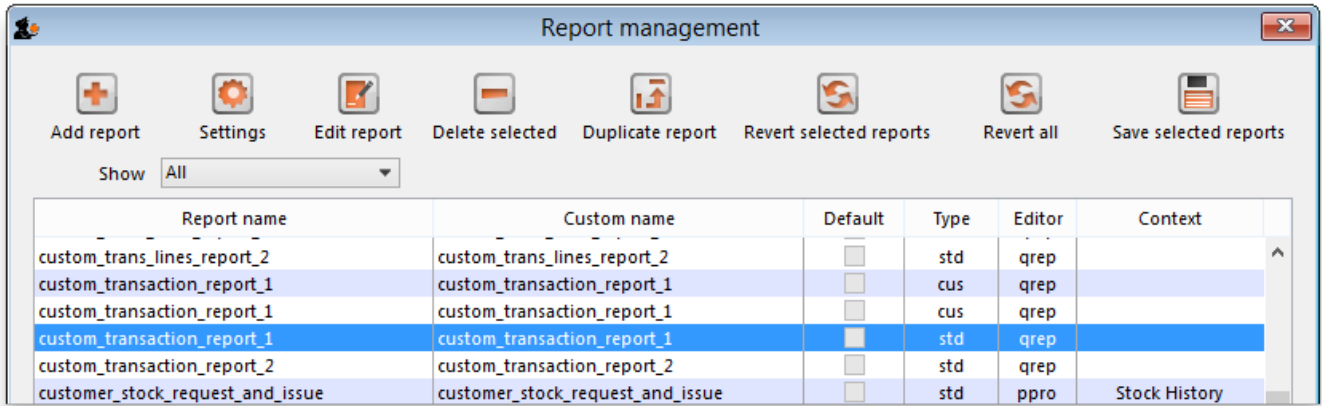 Report management
Add report Settings Edit report Delete selected Duplicate report Revert selected reports Revert all Save selected reports
Show All
Report name Custom name Default Type Editor Context
custom_trans_lines_report_2 custom_trans_lines_report_2 std qrep
custom_transaction_report_1 custom_transaction_report_1 cus qrep
custom_transaction_report_1 custom_transaction_report_1 cus qrep
custom_transaction_report_1 custom_transaction_report_1 std qrep
custom_transaction_report_2 custom_transaction_report_2 std qrep
customer_stock_request_and_issue customer_stock_request_and_issue std ppro Stock History